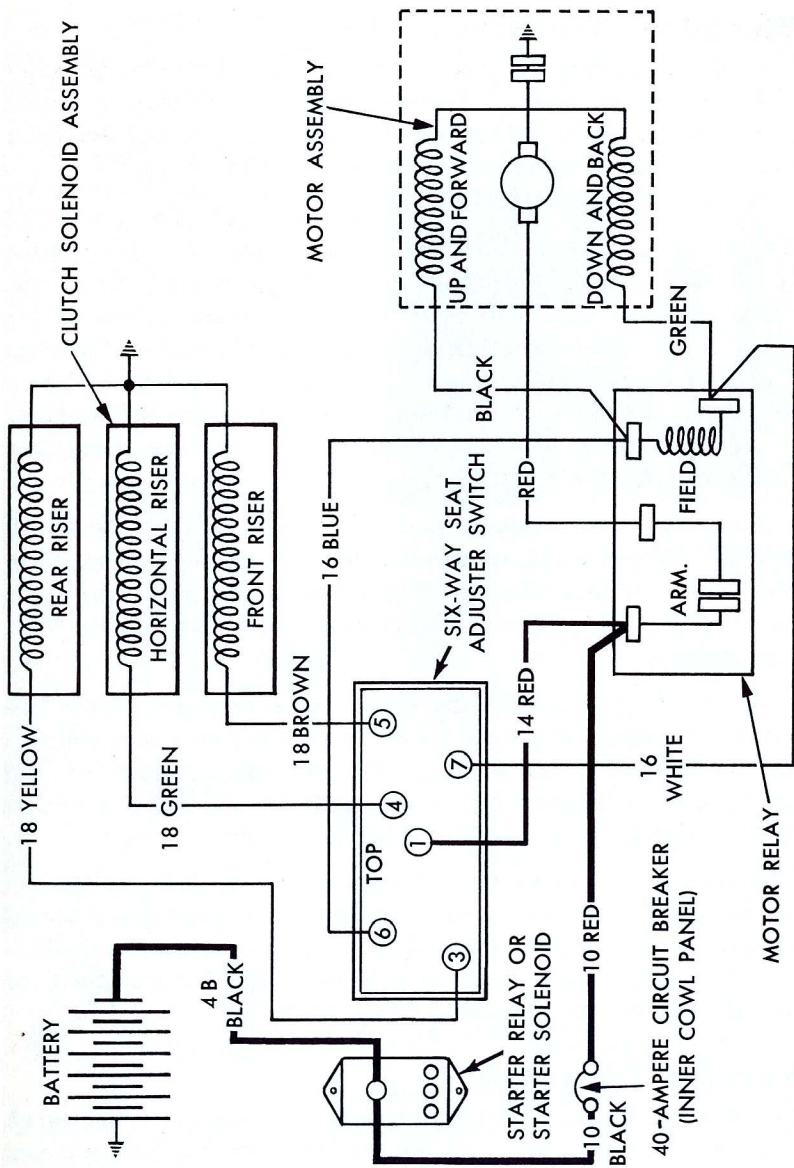 BATTERY
4 B
BLACK
STARTER RELAY OR
STARTER SOLENOID
10
BLACK
40-AMPERE CIRCUIT BREAKER
(INNER COWL PANEL)
10 RED
18 YELLOW
18 GREEN
18 BROWN
REAR RISER
HORIZONTAL RISER
FRONT RISER
CLUTCH SOLENOID ASSEMBLY
TOP
6
3
1
4
5
7
SIX-WAY SEAT
ADJUSTER SWITCH
16 BLUE
14 RED
16
WHITE
MOTOR RELAY
ARM.
FIELD
RED
BLACK
GREEN
MOTOR ASSEMBLY
UP AND FORWARD
DOWN AND BACK